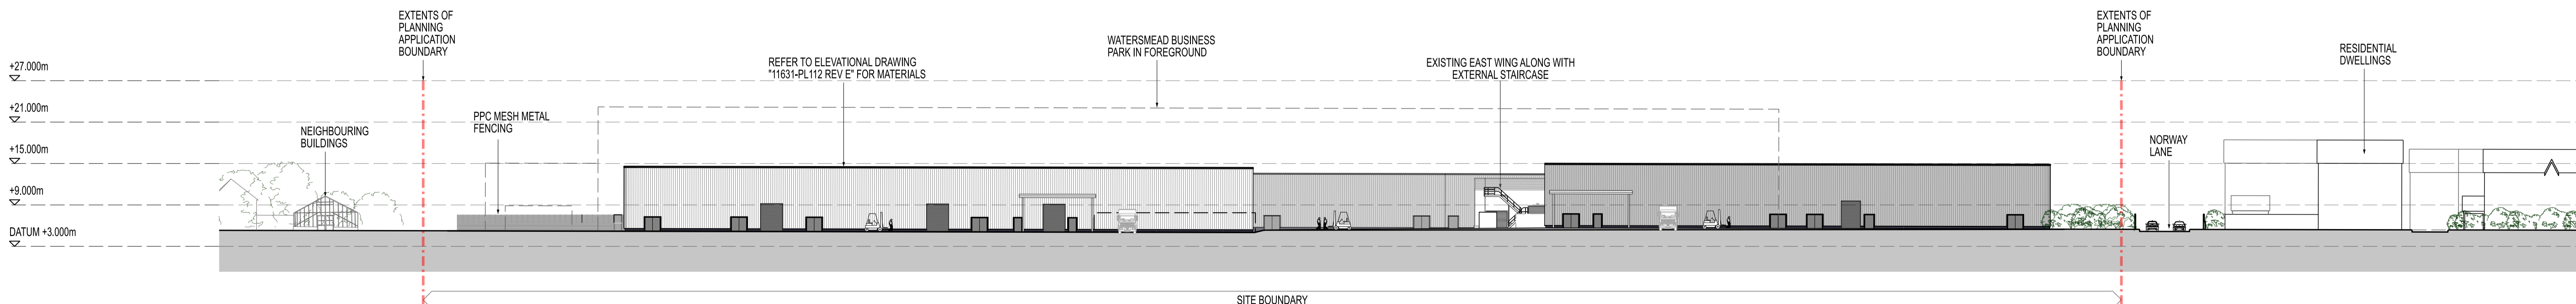 EXTENTS OF
PLANNING
APPLICATION
BOUNDARY
EXTENTS OF
PLANNING
APPLICATION
BOUNDARY
WATERSMEAD BUSINESS
PARK IN FOREGROUND
RESIDENTIAL
DWELLINGS
REFER TO ELEVATIONAL DRAWING
"11631-PL112 REV E" FOR MATERIALS
EXISTING EAST WING ALONG WITH
EXTERNAL STAIRCASE
+27.000m
+21.000m
PPC MESH METAL
FENCING
NEIGHBOURING
BUILDINGS
NORWAY
LANE
+15.000m
+9.000m
DATUM +3.000m
SITE BOUNDARY